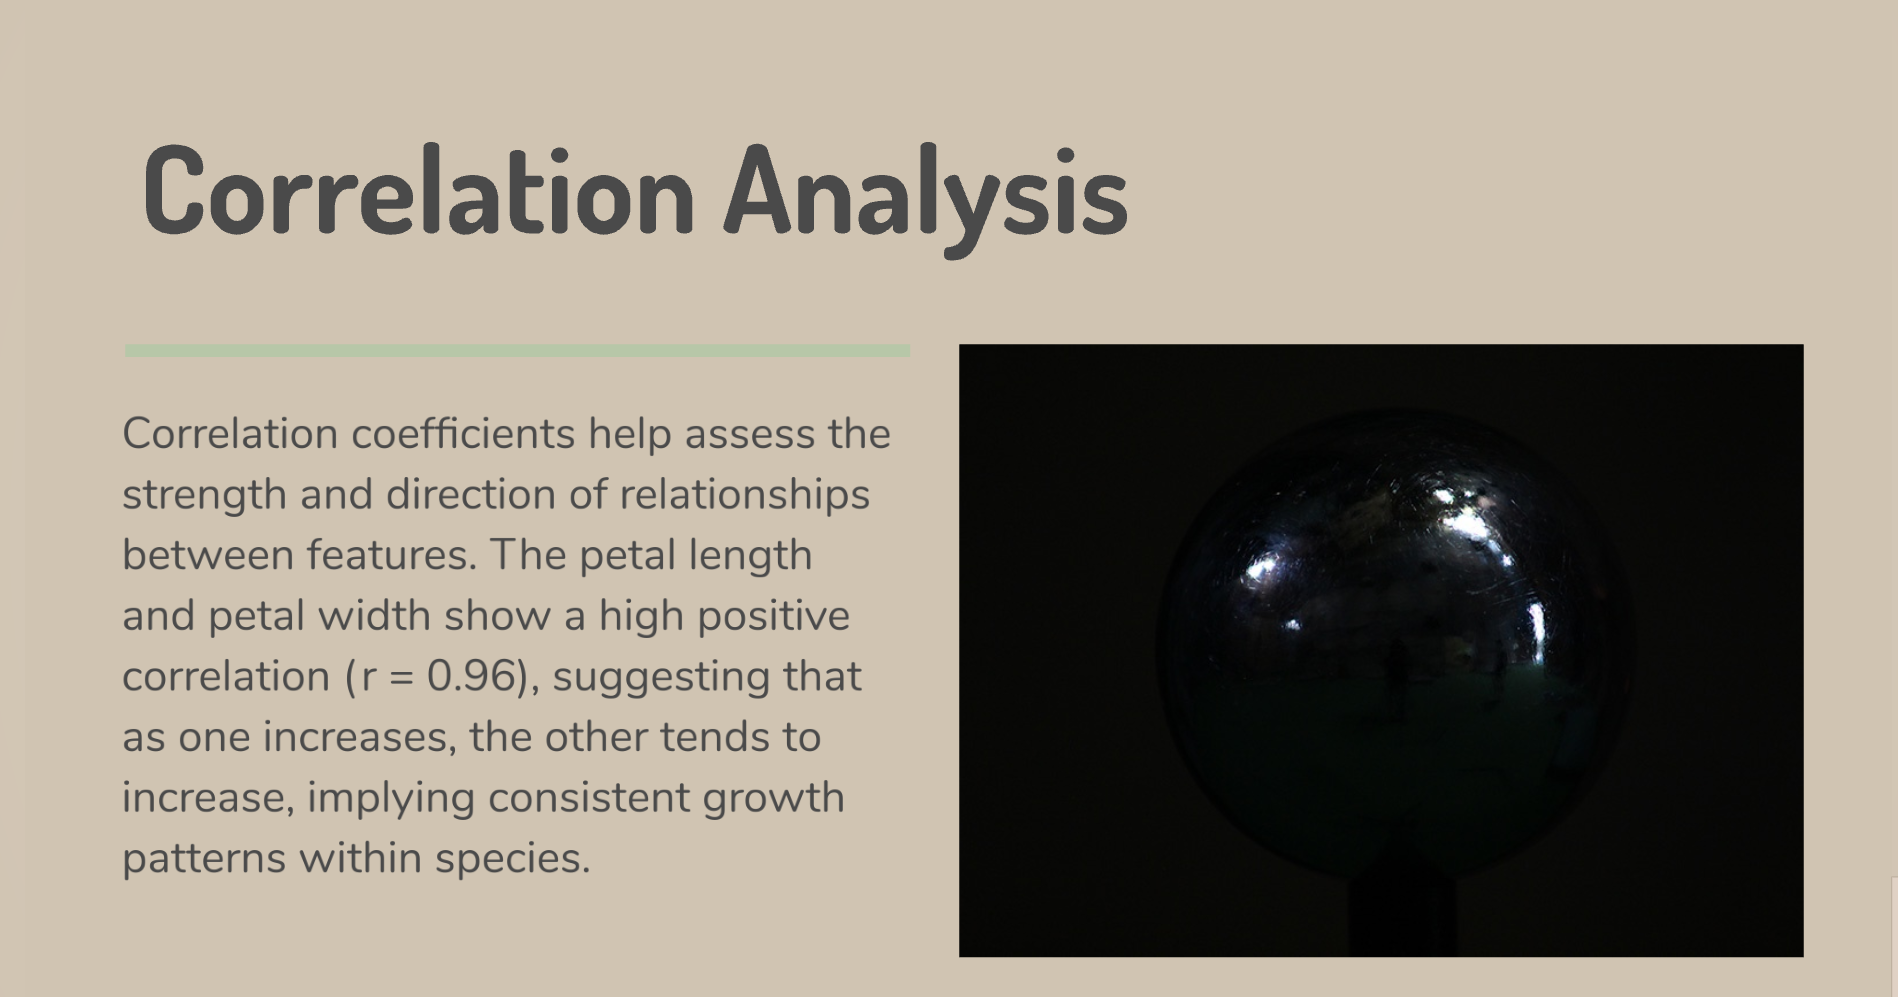 Correlation Analysis
Correlation coefficients help assess the
strength and direction of relationships
between features. The petal length
and petal width show a high positive
correlation (r = 0.96), suggesting that
as one increases, the other tends to
increase, implying consistent growth
patterns within species.